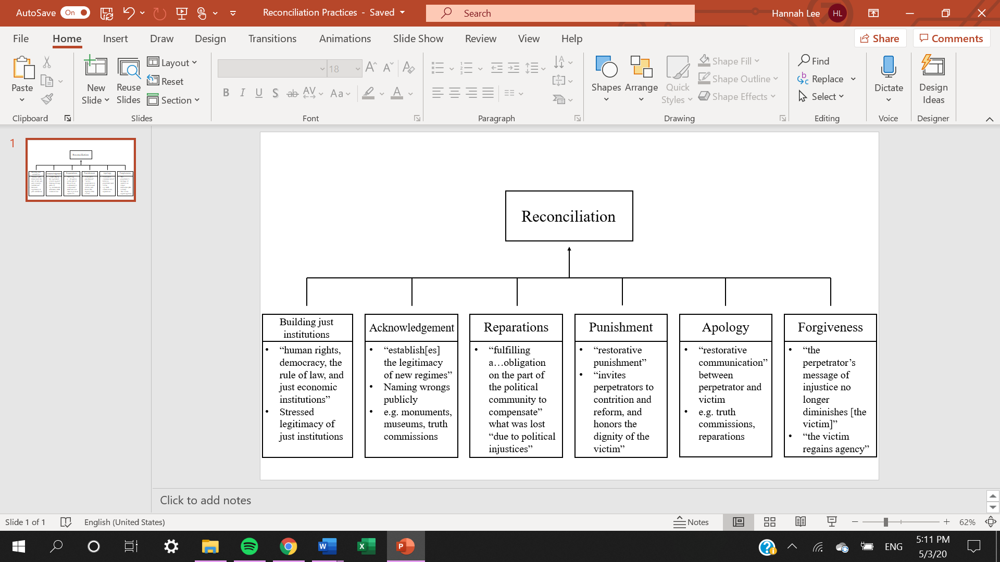 AutoSave On
Reconciliation Practices - Saved
Search
Hannah Lee HL
File Home Insert Draw Design Transitions Animations Slide Show Review View Help
Share Comments
Paste
Clipboard
New
Slide
Reuse
Slides
Layout
Reset
Section
Slides
18
B I U S ab AV Aa A
Font
Paragraph
Shapes
Arrange
Quick
Styles
Shape Fill
Shape Outline
Shape Effects
Drawing
Find
Replace
Select
Editing
Dictate
Voice
Design
Ideas
Designer
1
Reconciliation
Building just
institutions
• “human rights,
democracy, the
rule of law, and
just economic
institutions”
• Stressed
legitimacy of
just institutions
Acknowledgement
• “establish[es]
the legitimacy
of new regimes”
• Naming wrongs
publicly
• e.g. monuments,
museums, truth
commissions
Reparations
• “fulfilling
a…obligation
on the part of
the political
community to
compensate”
what was lost
“due to political
injustices”
Punishment
• “restorative
punishment”
• “invites
perpetrators to
contrition and
reform, and
honors the
dignity of the
victim”
Apology
• “restorative
communication”
between
perpetrator and
victim
• e.g. truth
commissions,
reparations
Forgiveness
• “the
perpetrator’s
message of
injustice no
longer
diminishes [the
victim]”
• “the victim
regains agency”
Click to add notes
Slide 1 of 1
English (United States)
Notes
62%
ENG
5:11 PM
5/3/20